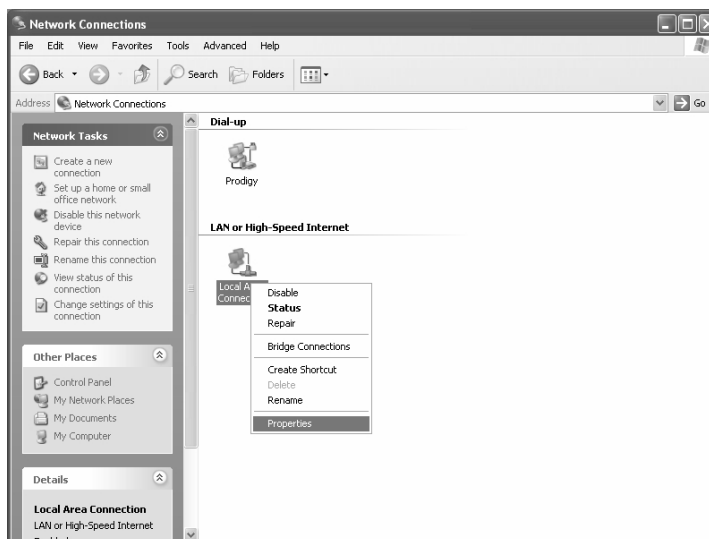 Network Connections
File Edit View Favorites Tools Advanced Help
Back Search Folders
Address Network Connections Go
Network Tasks
Create a new
connection
Set up a home or small
office network
Disable this network
device
Repair this connection
Rename this connection
View status of this
connection
Change settings of this
connection
Other Places
Control Panel
My Network Places
My Documents
My Computer
Details
Local Area Connection
LAN or High-Speed Internet
Dial-up
Prodigy
LAN or High-Speed Internet
Local A
Connec
Disable
Status
Repair
Bridge Connections
Create Shortcut
Delete
Rename
Properties